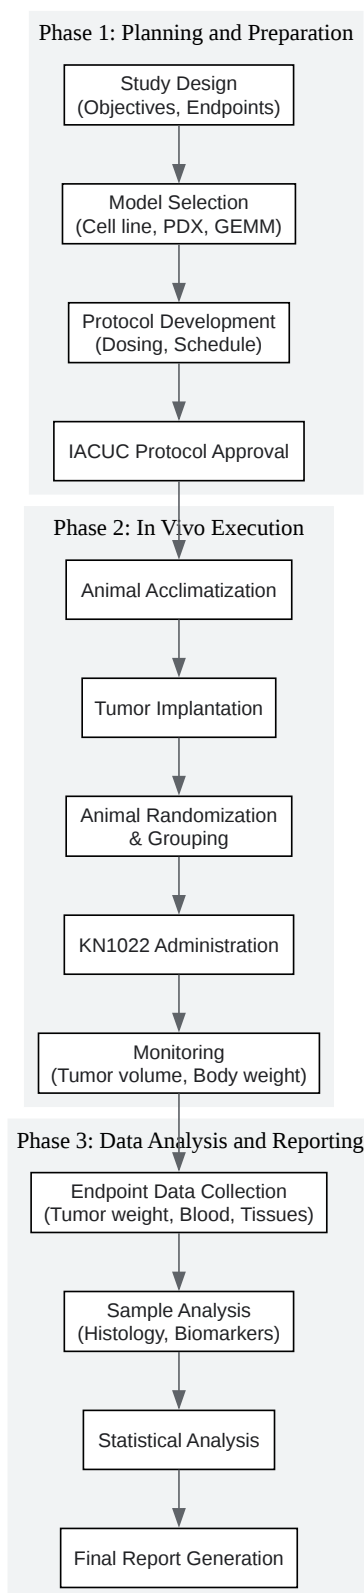 Phase 1: Planning and Preparation
Study Design
(Objectives, Endpoints)
Model Selection
(Cell line, PDX, GEMM)
Protocol Development
(Dosing, Schedule)
IACUC Protocol Approval
Phase 2: In Vivo Execution
Animal Acclimatization
Tumor Implantation
Animal Randomization
& Grouping
KN1022 Administration
Monitoring
(Tumor volume, Body weight)
Phase 3: Data Analysis and Reporting
Endpoint Data Collection
(Tumor weight, Blood, Tissues)
Sample Analysis
(Histology, Biomarkers)
Statistical Analysis
Final Report Generation